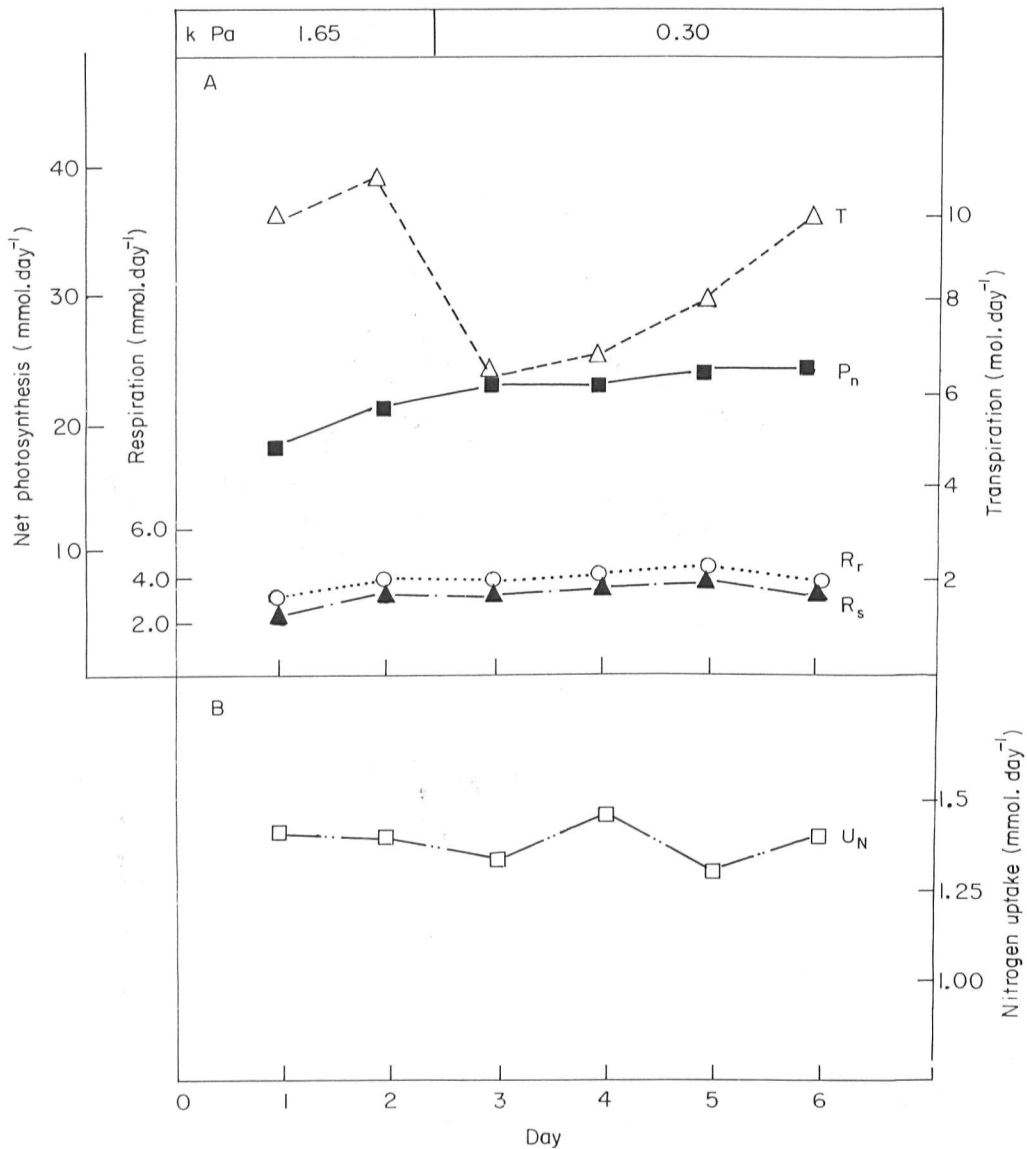 k Pa 1.65 0.30
A
Net photosynthesis (mmol.day⁻¹)
40
30
20
10
Respiration (mmol.day⁻¹)
6.0
4.0
2.0
T
Pₙ
Rᵣ
Rₛ
10
8
6
4
2
Transpiration (mol.day⁻¹)
B
U_N
1.5
1.25
1.00
Nitrogen uptake (mmol. day⁻¹)
0 1 2 3 4 5 6
Day